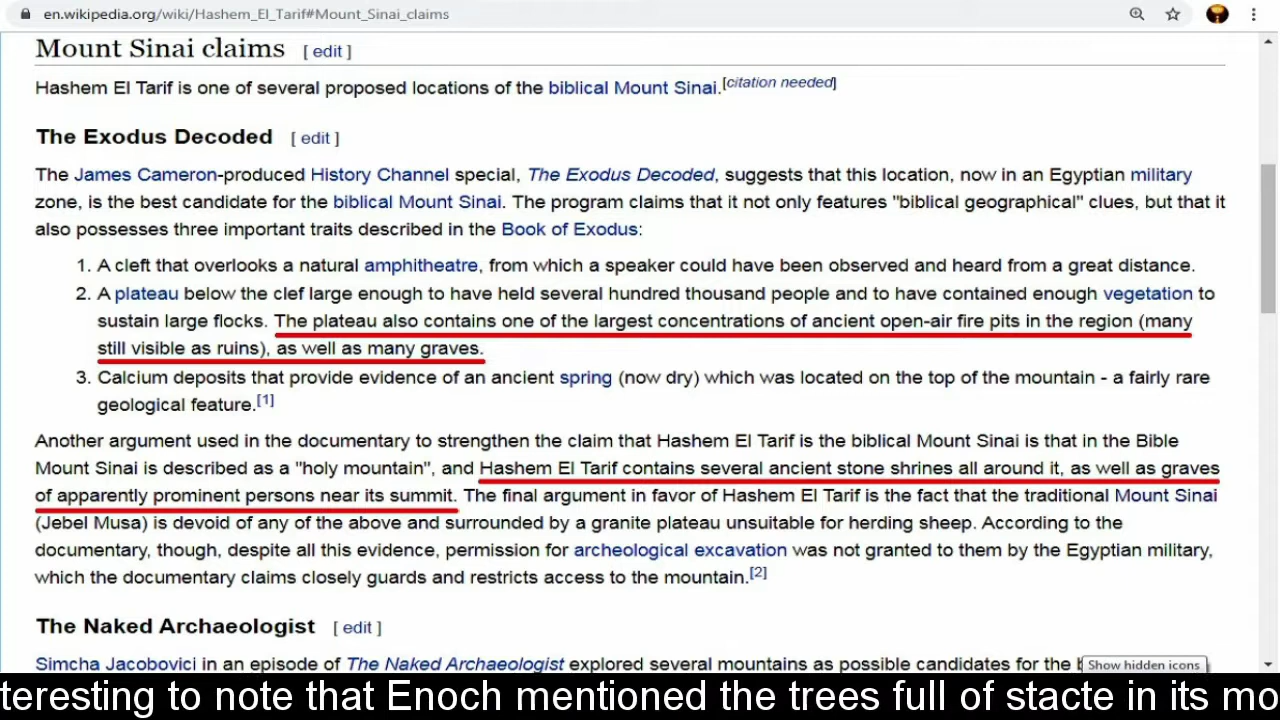 en.wikipedia.org/wiki/Hashem_El_Tarif#Mount_Sinai_claims
Mount Sinai claims [ edit ]
Hashem El Tarif is one of several proposed locations of the biblical Mount Sinai.[citation needed]
The Exodus Decoded [ edit ]
The James Cameron-produced History Channel special, The Exodus Decoded, suggests that this location, now in an Egyptian military
zone, is the best candidate for the biblical Mount Sinai. The program claims that it not only features "biblical geographical" clues, but that it
also possesses three important traits described in the Book of Exodus:
1. A cleft that overlooks a natural amphitheatre, from which a speaker could have been observed and heard from a great distance.
2. A plateau below the clef large enough to have held several hundred thousand people and to have contained enough vegetation to
sustain large flocks. The plateau also contains one of the largest concentrations of ancient open-air fire pits in the region (many
still visible as ruins), as well as many graves.
3. Calcium deposits that provide evidence of an ancient spring (now dry) which was located on the top of the mountain - a fairly rare
geological feature.[1]
Another argument used in the documentary to strengthen the claim that Hashem El Tarif is the biblical Mount Sinai is that in the Bible
Mount Sinai is described as a "holy mountain", and Hashem El Tarif contains several ancient stone shrines all around it, as well as graves
of apparently prominent persons near its summit. The final argument in favor of Hashem El Tarif is the fact that the traditional Mount Sinai
(Jebel Musa) is devoid of any of the above and surrounded by a granite plateau unsuitable for herding sheep. According to the
documentary, though, despite all this evidence, permission for archeological excavation was not granted to them by the Egyptian military,
which the documentary claims closely guards and restricts access to the mountain.[2]
The Naked Archaeologist [ edit ]
Simcha Jacobovici in an episode of The Naked Archaeologist explored several mountains as possible candidates for the
Show hidden icons
teresting to note that Enoch mentioned the trees full of stacte in its mo